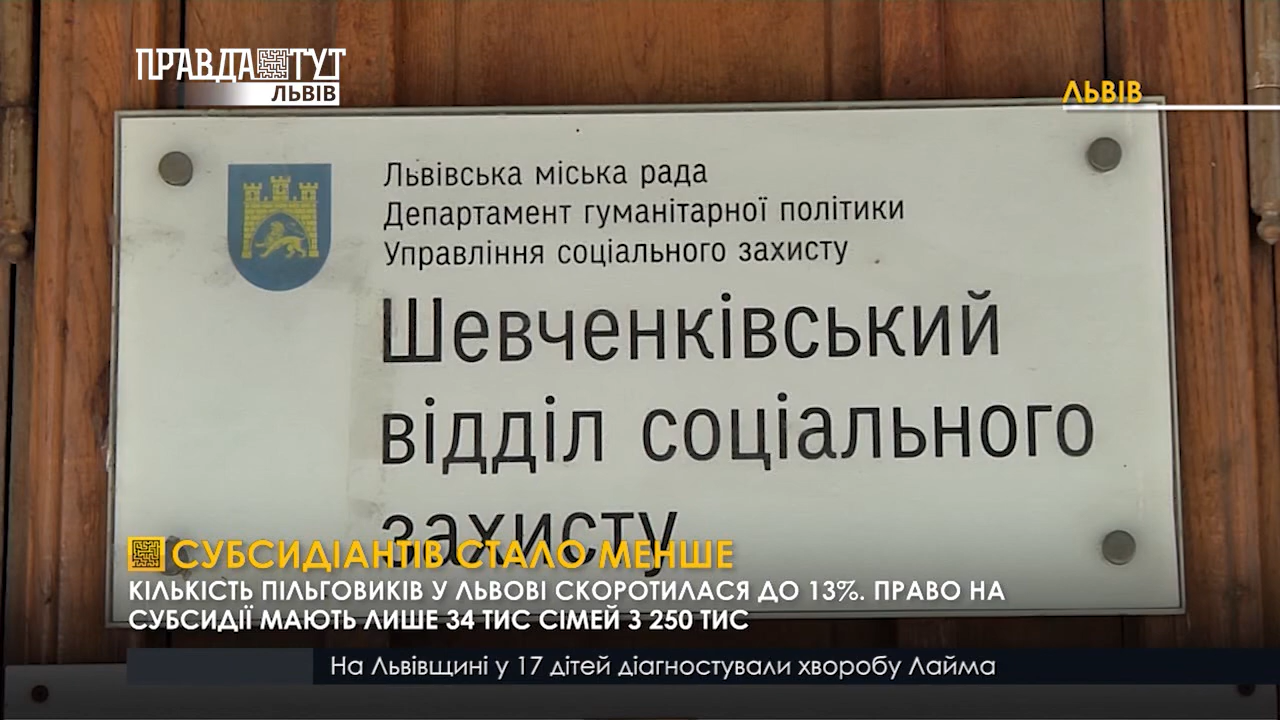 ПРАВДА ТУТ
ЛЬВІВ
ЛЬВІВ
Львівська міська рада
Департамент гуманітарної політики
Управління соціального захисту
Шевченківський
відділ соціального
захисту
СУБСИДІАНТІВ СТАЛО МЕНШЕ
КІЛЬКІСТЬ ПІЛЬГОВИКІВ У ЛЬВОВІ СКОРОТИЛАСЯ ДО 13%. ПРАВО НА
СУБСИДІЇ МАЮТЬ ЛИШЕ 34 ТИС СІМЕЙ З 250 ТИС
На Львівщині у 17 дітей діагностували хворобу Лайма